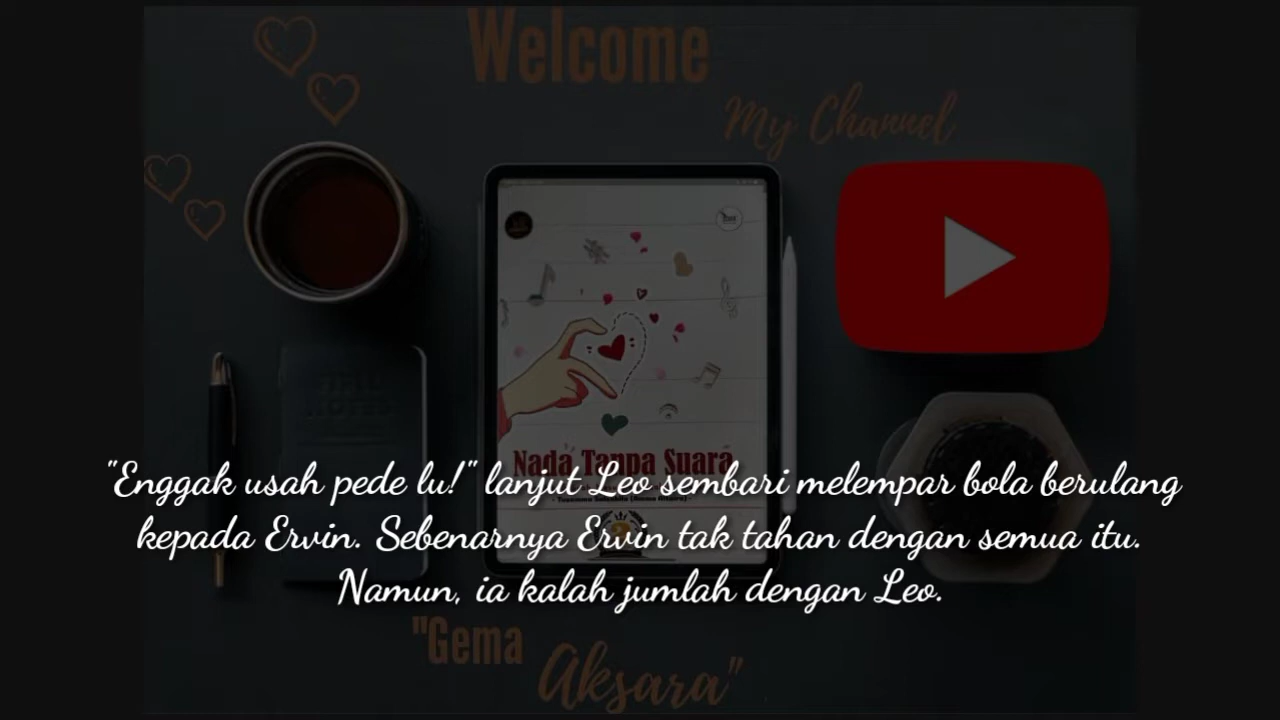 Welcome
My Channel
Nada Tanpa Suara
"Enggak usah pede lu!" lanjut Leo sembari melempar bola berulang
kepada Ervin. Sebenarnya Ervin tak tahan dengan semua itu.
Namun, ia kalah jumlah dengan Leo.
"Gema
Aksara"